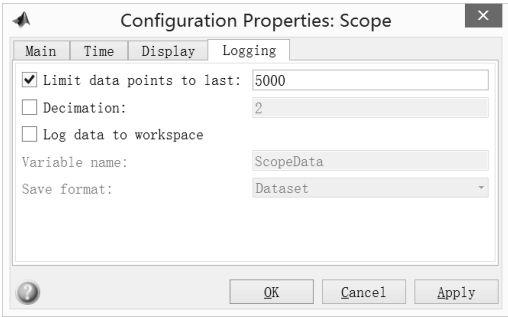 Configuration Properties: Scope
Main Time Display Logging
Limit data points to last: 5000
Decimation: 2
Log data to workspace
Variable name: ScopeData
Save format: Dataset
OK Cancel Apply